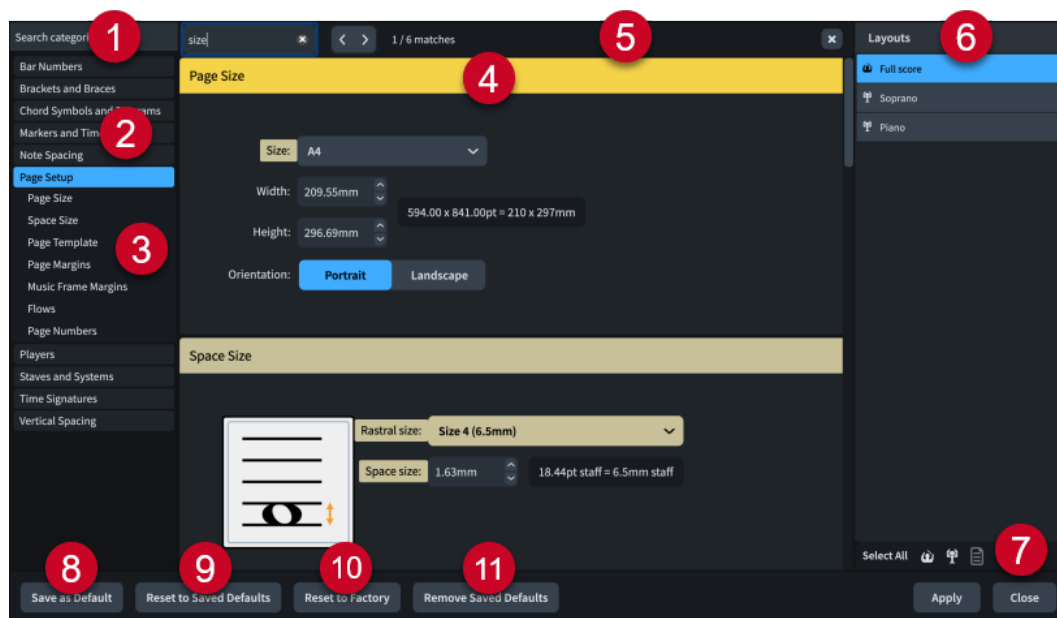 Search categori
1
size
1 / 6 matches
5
Layouts
6
Bar Numbers
Brackets and Braces
Chord Symbols and
Markers and Tim
2
Note Spacing
Page Setup
Page Size
Space Size
Page Template
3
Page Margins
Music Frame Margins
Flows
Page Numbers
Players
Staves and Systems
Time Signatures
Vertical Spacing
Page Size
4
Size: A4
Width: 209.55mm
594.00 x 841.00pt = 210 x 297mm
Height: 296.69mm
Orientation: Portrait Landscape
Space Size
Rastral size: Size 4 (6.5mm)
Space size: 1.63mm 18.44pt staff = 6.5mm staff
Full score
Soprano
Piano
Select All
7
8
9
10
11
Save as Default
Reset to Saved Defaults
Reset to Factory
Remove Saved Defaults
Apply
Close